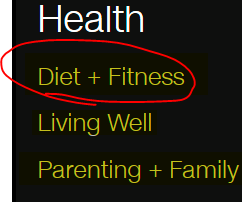 Health
Diet + Fitness
Living Well
Parenting + Family